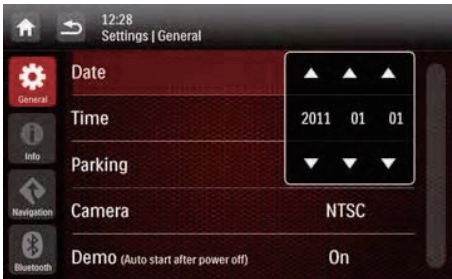 12:28
Settings | General
General
Date
Time 2011 01 01
Info
Parking
Navigation
Camera NTSC
Bluetooth
Demo (Auto start after power off) On